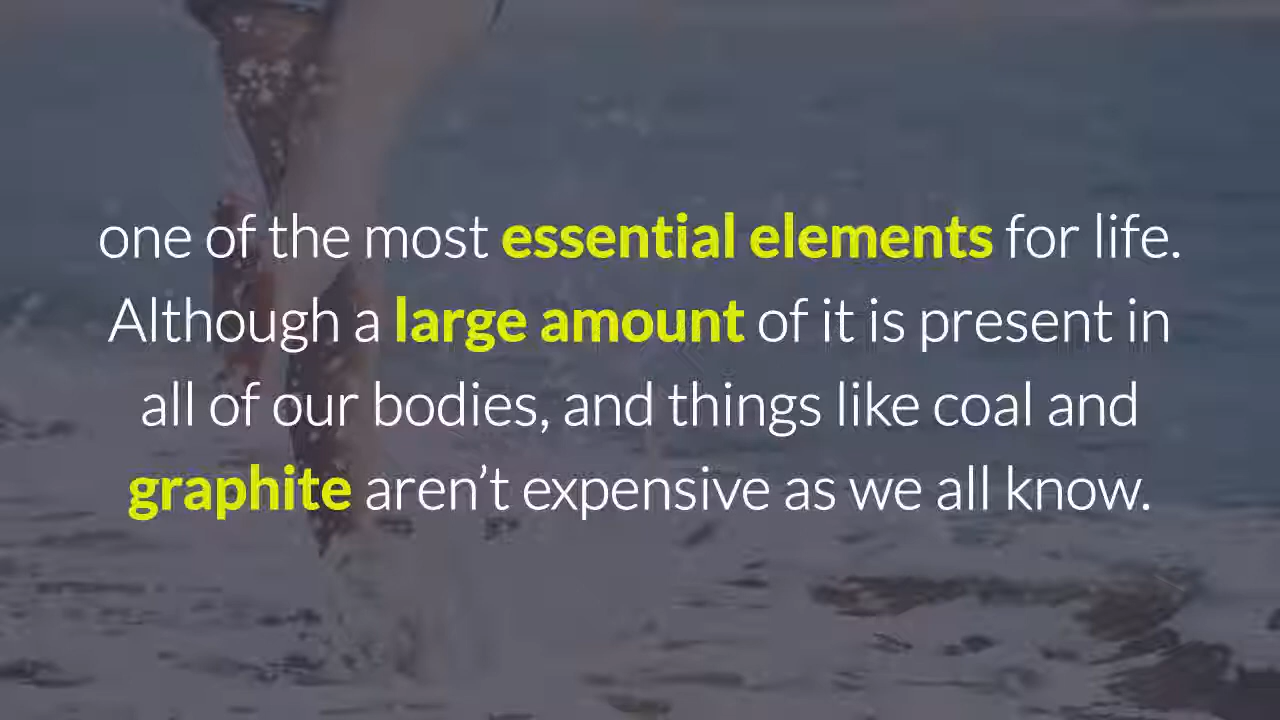 one of the most essential elements for life.
Although a large amount of it is present in
all of our bodies, and things like coal and
graphite aren’t expensive as we all know.